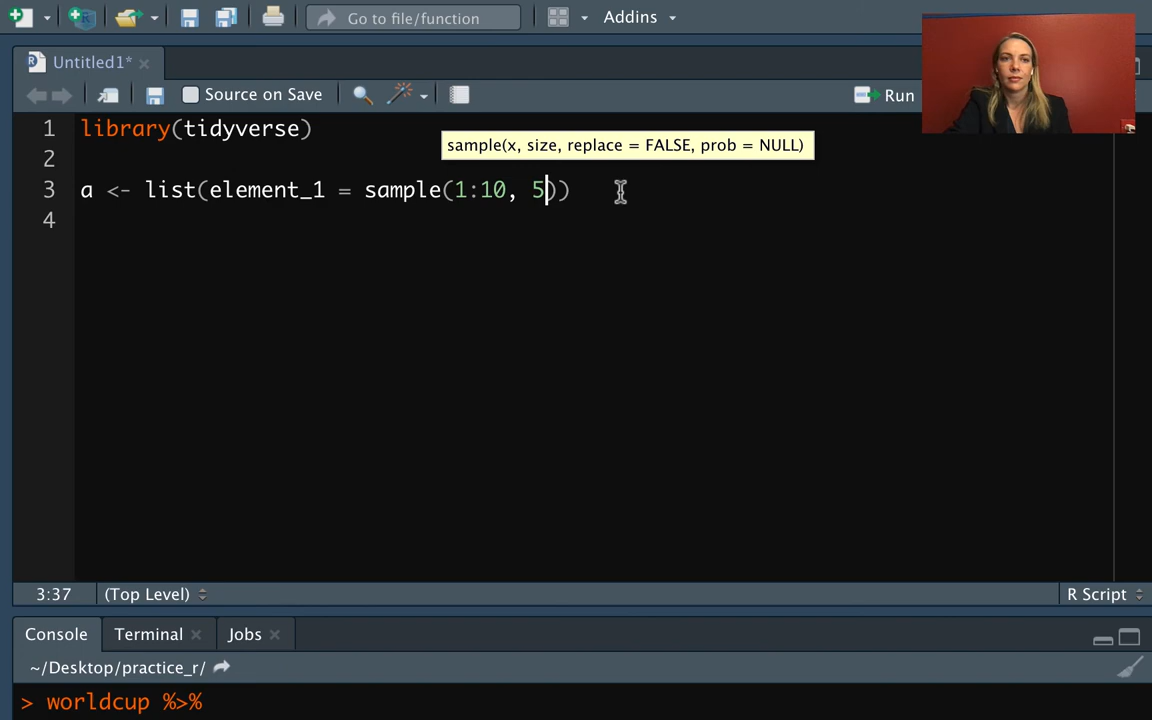 Go to file/function
Addins
Untitled1*
Source on Save
Run
1 library(tidyverse)
2
sample(x, size, replace = FALSE, prob = NULL)
3 a <- list(element_1 = sample(1:10, 5))
4
3:37 (Top Level) R Script
Console Terminal Jobs
~/Desktop/practice_r/
> worldcup %>%